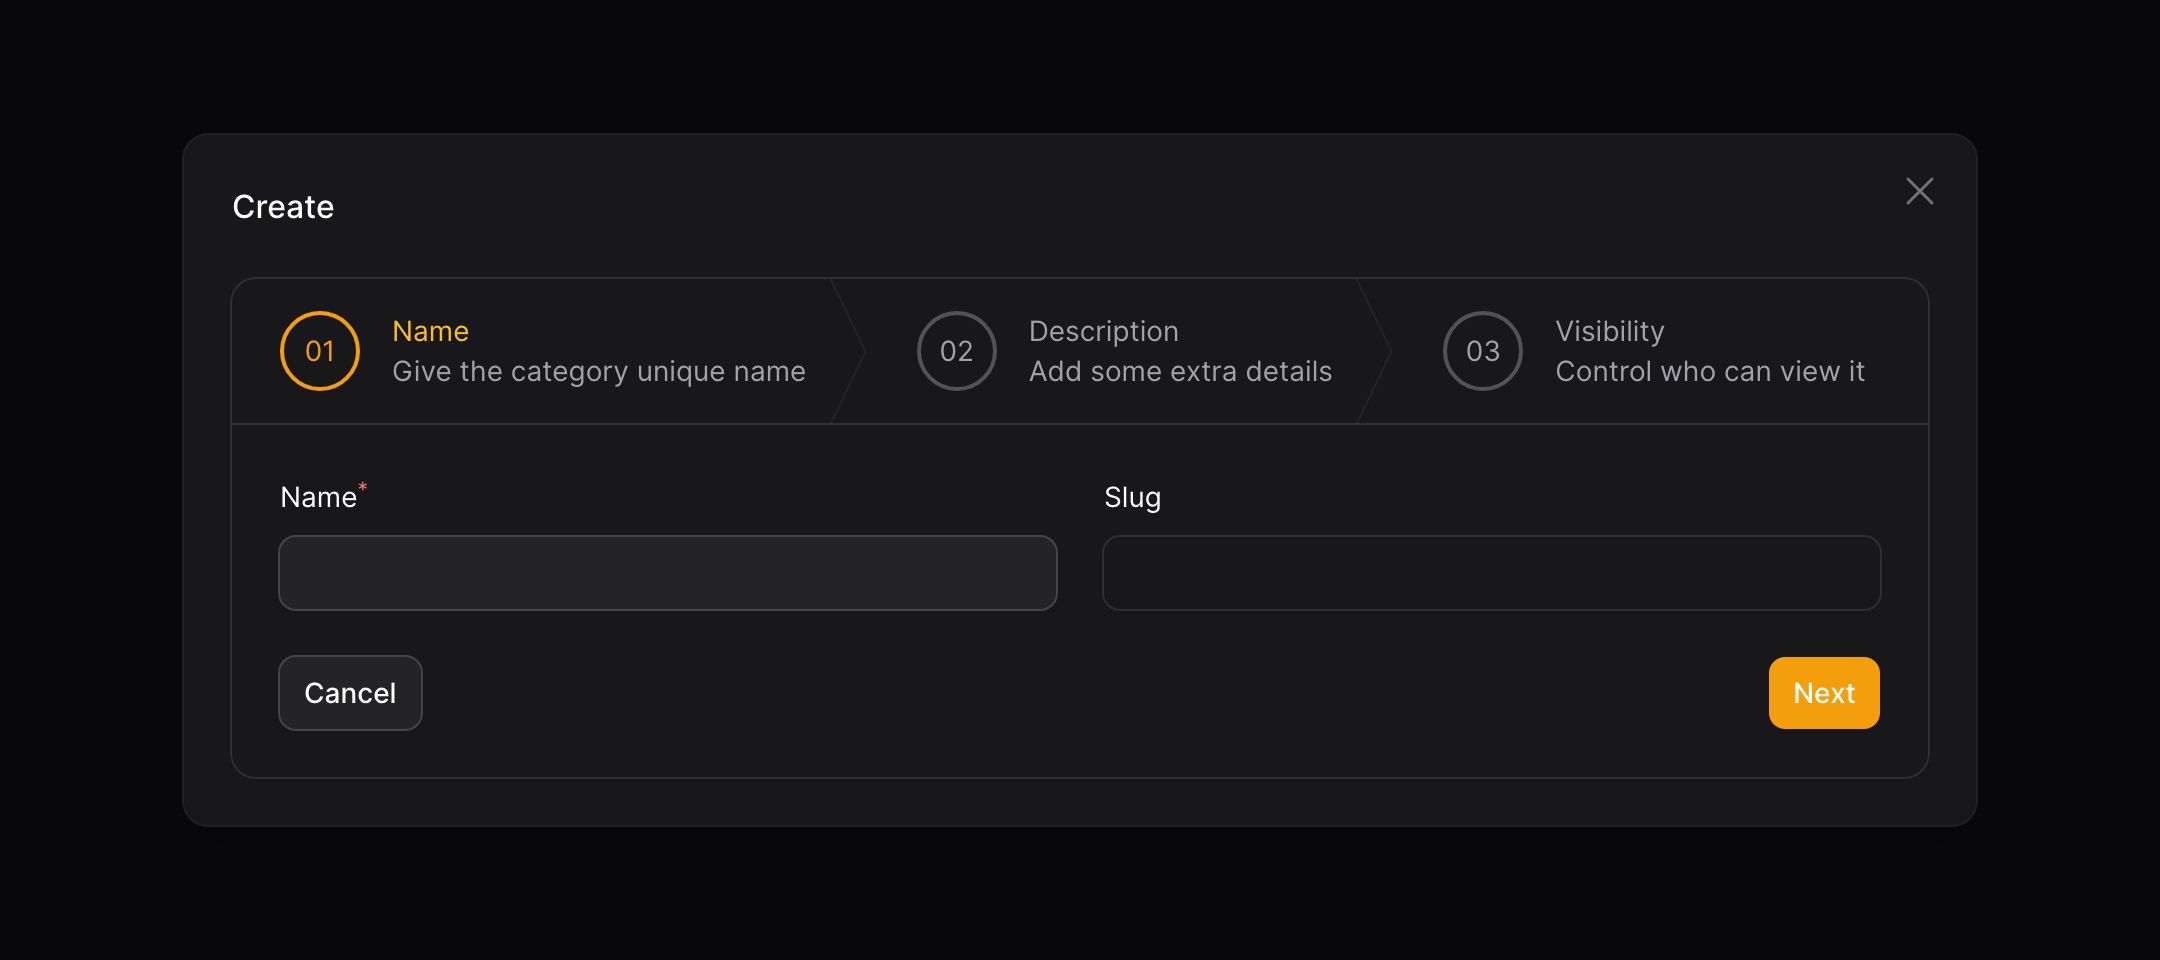 Create
01
Name
Give the category unique name
02
Description
Add some extra details
03
Visibility
Control who can view it
Name*
Slug
Cancel
Next